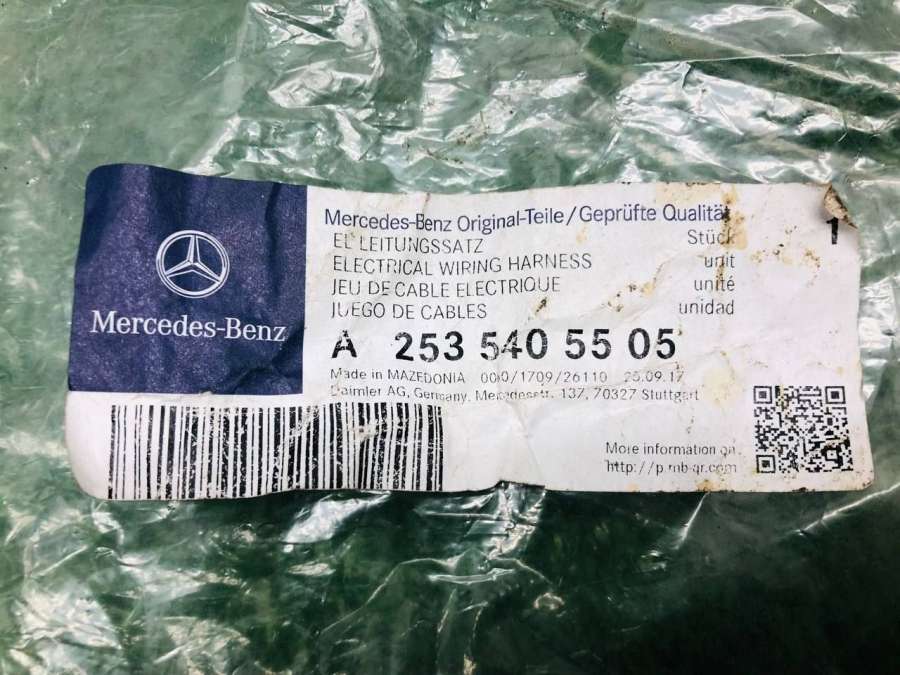 Mercedes-Benz
Mercedes-Benz Original-Teile/Geprüfte Qualität
EL LEITUNGSSATZ Stück 1
ELECTRICAL WIRING HARNESS unit
JEU DE CABLE ELECTRIQUE unité
JUEGO DE CABLES unidad
A 253 540 55 05
Made in MAZEDONIA 000/1709/26110 25.09.17
Daimler AG, Germany, Mercedesstr. 137, 70327 Stuttgart
More information on
http://p.mb-qr.com